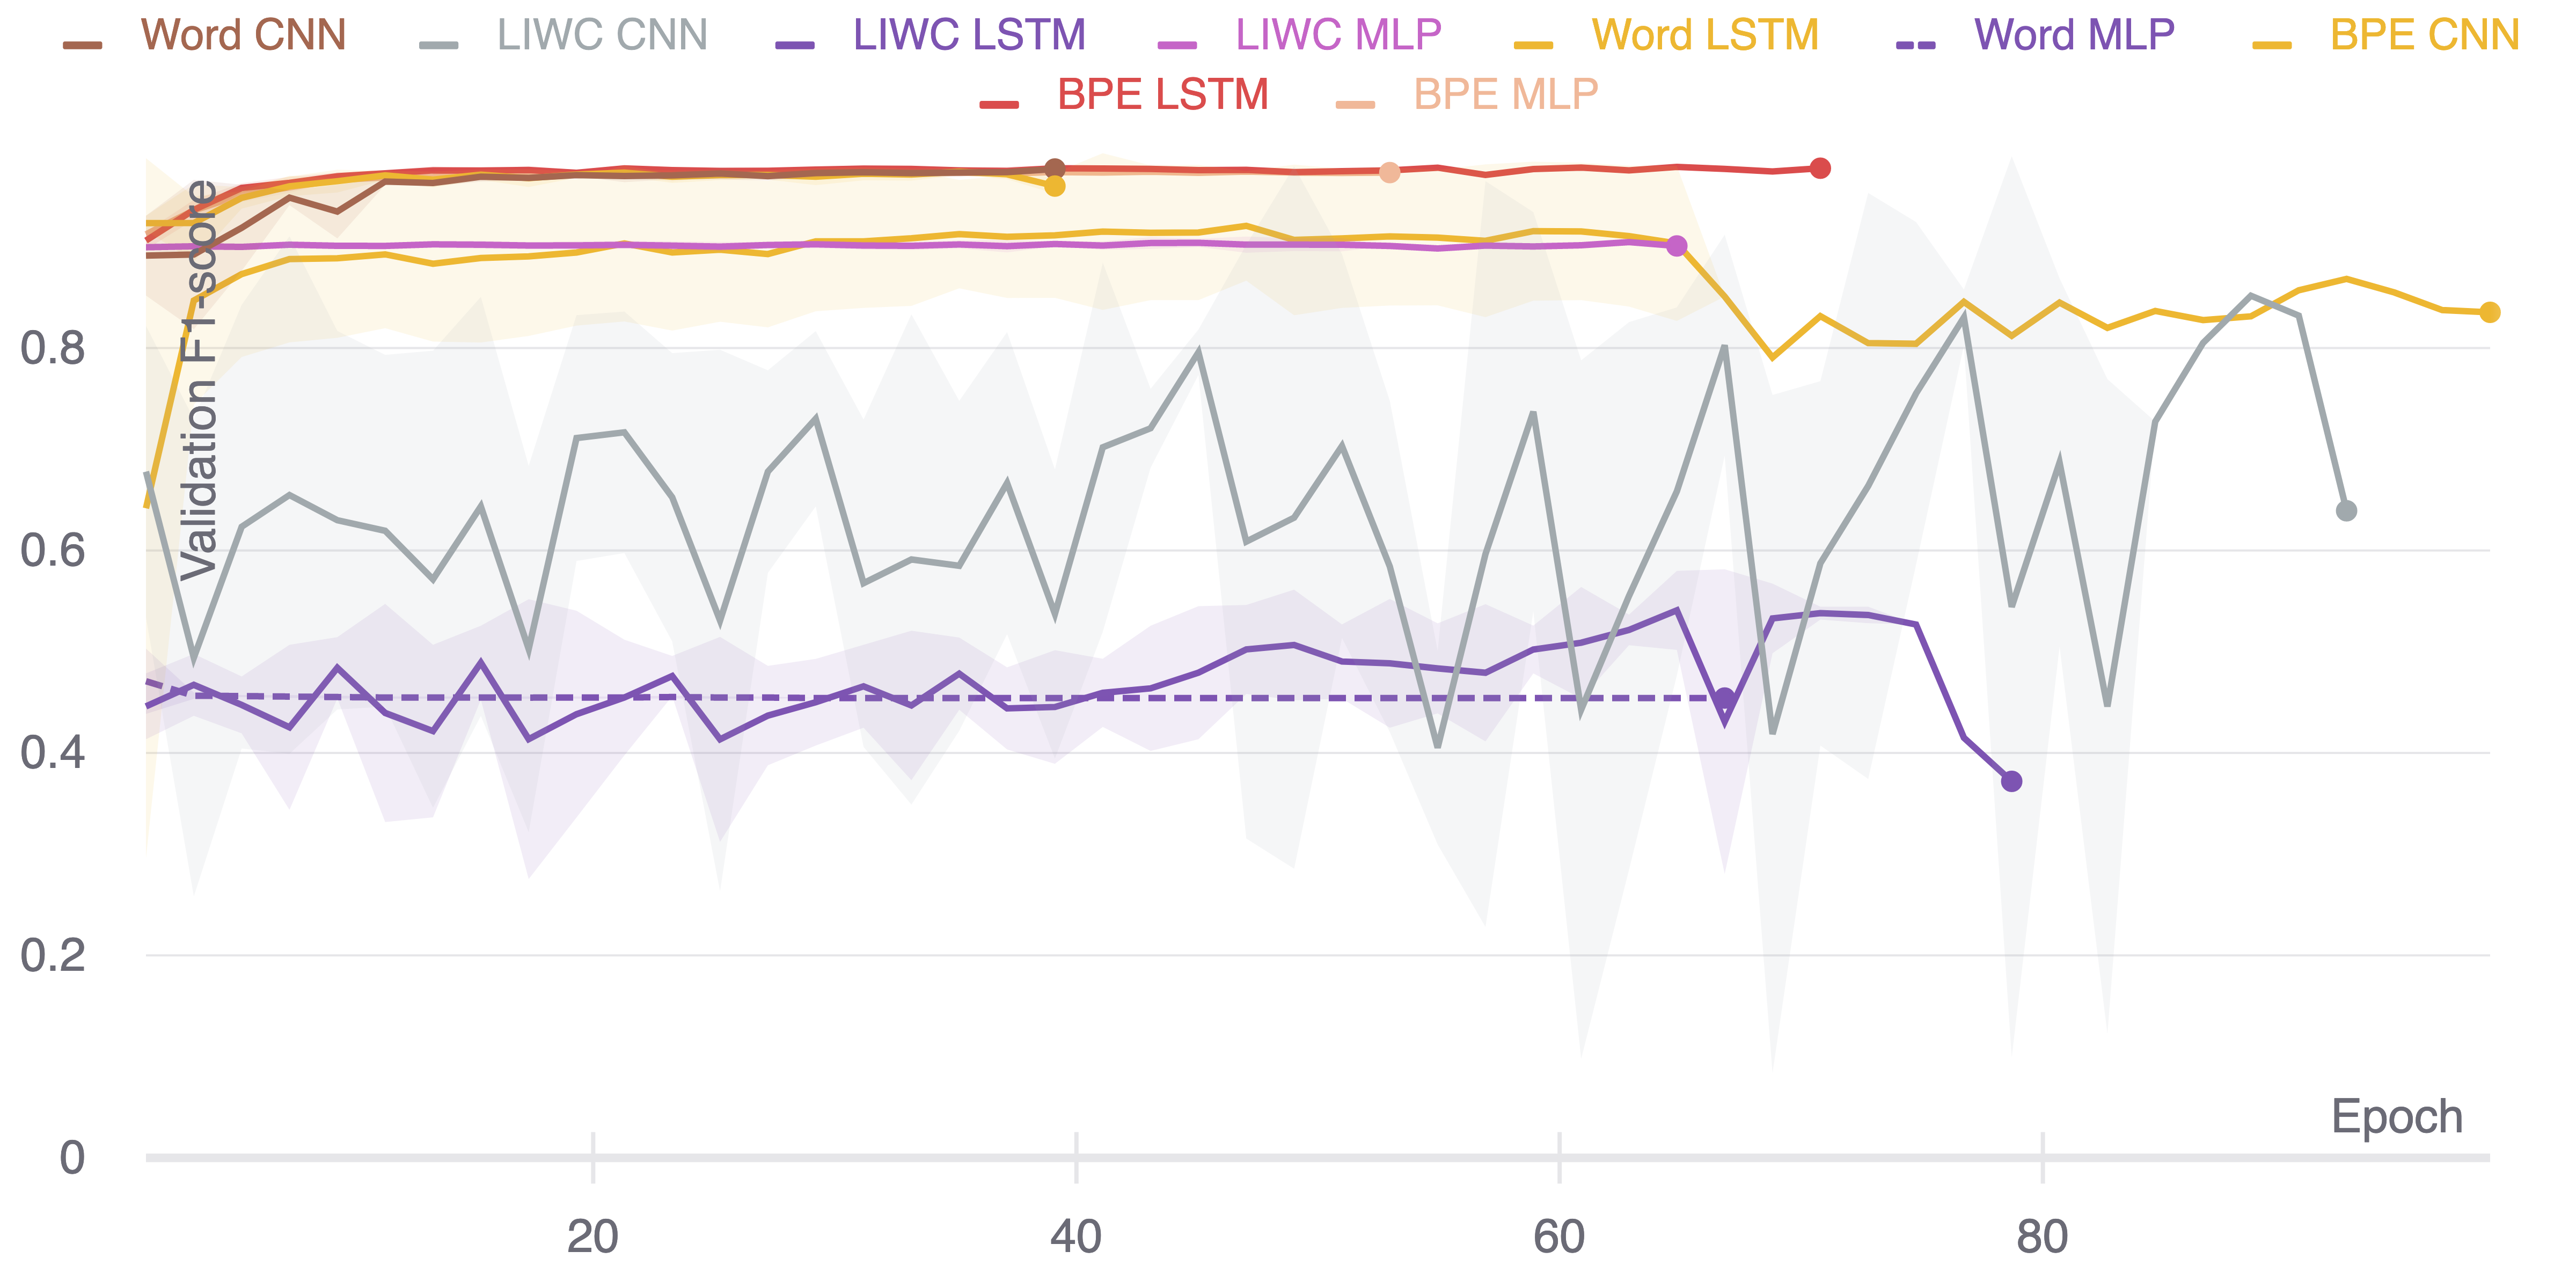 Word CNN LIWC CNN LIWC LSTM LIWC MLP Word LSTM Word MLP BPE CNN
BPE LSTM BPE MLP
Validation F1-score
0.8
0.6
0.4
0.2
0
Epoch
20 40 60 80